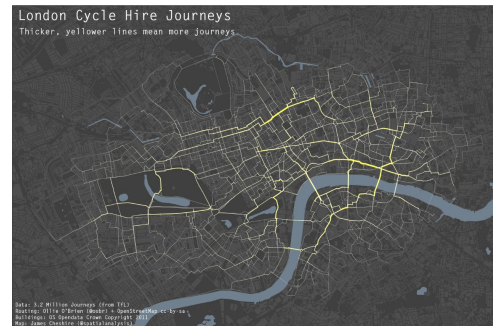 London Cycle Hire Journeys
Thicker, yellower lines mean more journeys
Data: 3.2 Million Journeys (from TfL)
Routing: Ollie O'Brien (@oobr) & OpenStreetMap cc-by-sa
Buildings: OS Opendata Crown Copyright 2011
Map: James Cheshire (@spatialanalysis)